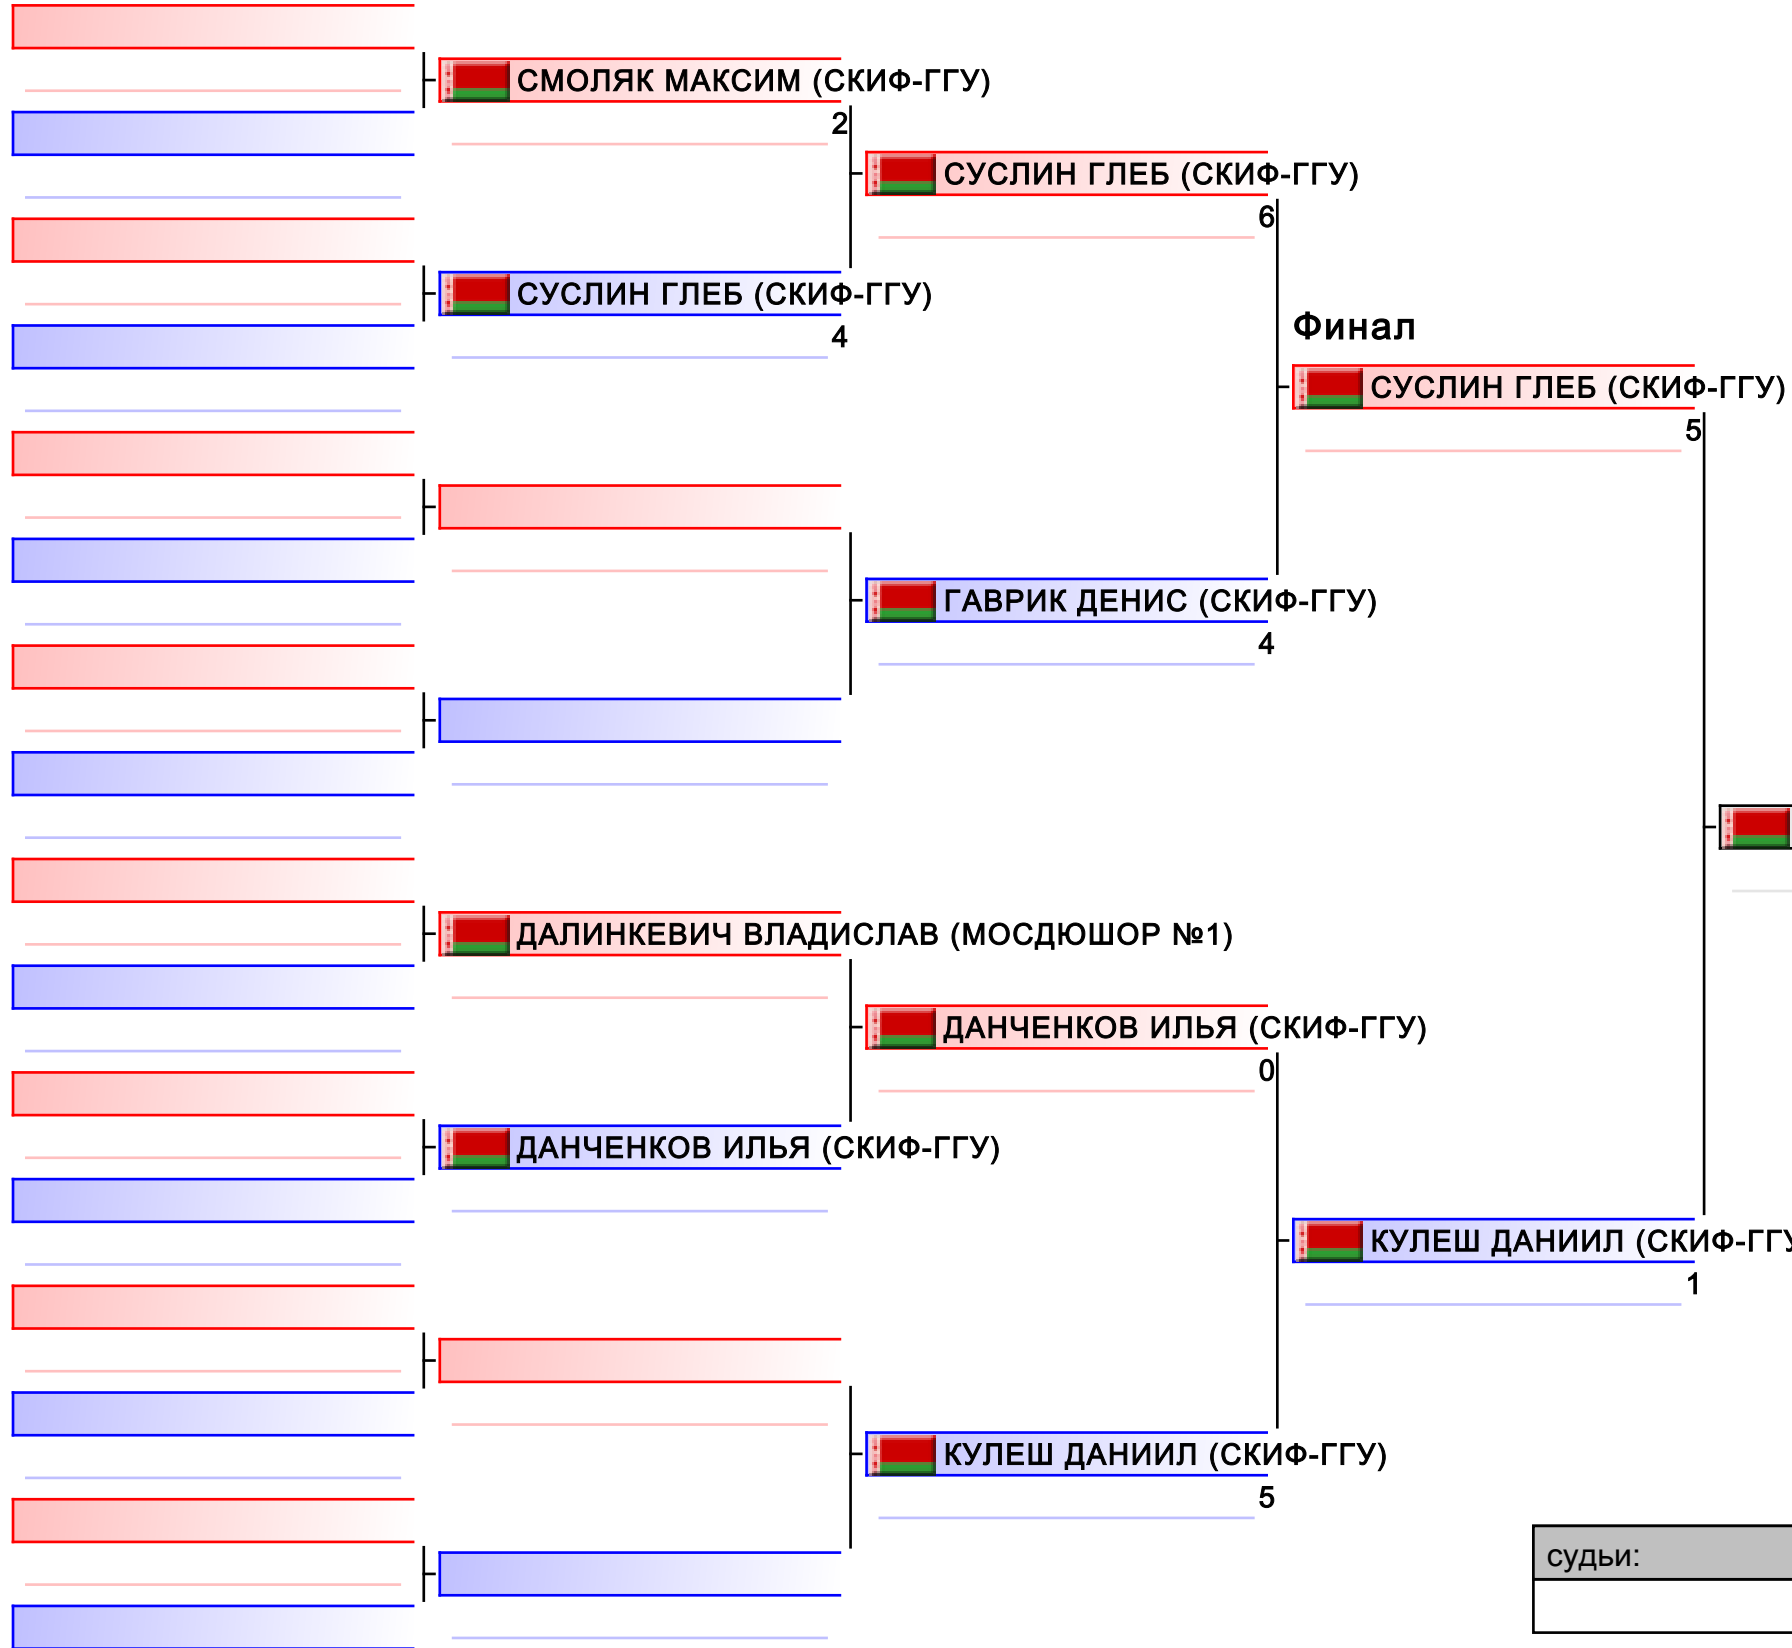 СМОЛЯК МАКСИМ (СКИФ-ГГУ)
2
СУСЛИН ГЛЕБ (СКИФ-ГГУ)
6
СУСЛИН ГЛЕБ (СКИФ-ГГУ)
4
Финал
СУСЛИН ГЛЕБ (СКИФ-ГГУ)
5
ГАВРИК ДЕНИС (СКИФ-ГГУ)
4
ДАЛИНКЕВИЧ ВЛАДИСЛАВ (МОСДЮШОР №1)
ДАНЧЕНКОВ ИЛЬЯ (СКИФ-ГГУ)
0
ДАНЧЕНКОВ ИЛЬЯ (СКИФ-ГГУ)
КУЛЕШ ДАНИИЛ (СКИФ-ГГУ
1
КУЛЕШ ДАНИИЛ (СКИФ-ГГУ)
5
судьи: